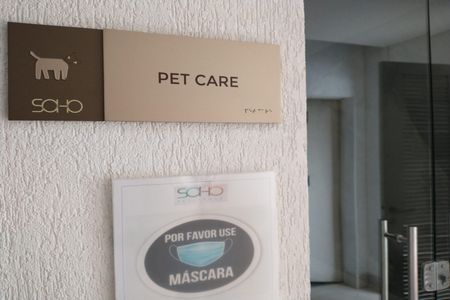 PET CARE
SOHO
SOHO
POR FAVOR USE
MÁSCARA